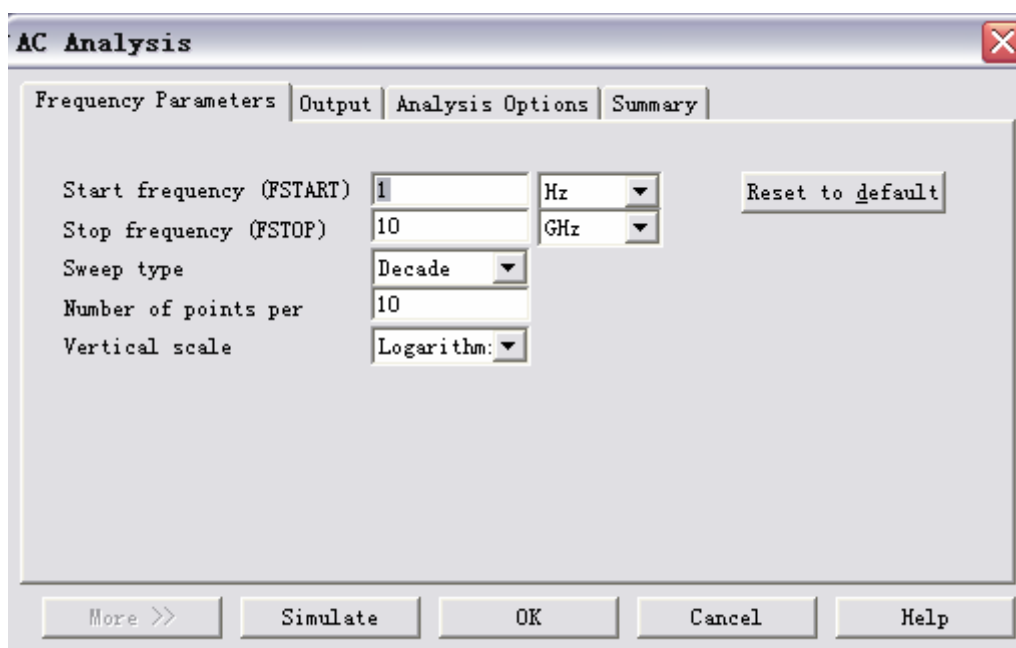 AC Analysis
Frequency Parameters Output Analysis Options Summary
Start frequency (FSTART) 1 Hz Reset to default
Stop frequency (FSTOP) 10 GHz
Sweep type Decade
Number of points per 10
Vertical scale Logarithm:
More >> Simulate OK Cancel Help